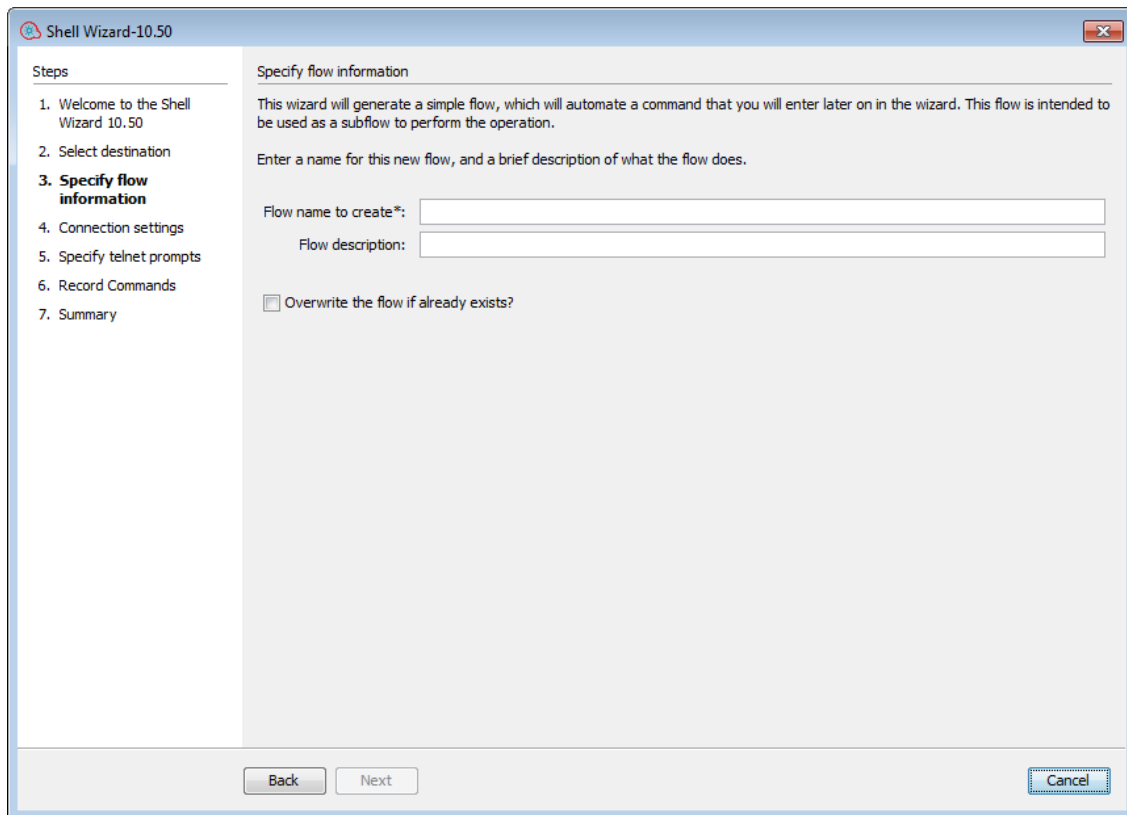 Shell Wizard-10.50
Steps
1. Welcome to the Shell
Wizard 10.50
2. Select destination
3. Specify flow
information
4. Connection settings
5. Specify telnet prompts
6. Record Commands
7. Summary
Specify flow information
This wizard will generate a simple flow, which will automate a command that you will enter later on in the wizard. This flow is intended to
be used as a subflow to perform the operation.
Enter a name for this new flow, and a brief description of what the flow does.
Flow name to create*:
Flow description:
Overwrite the flow if already exists?
Back
Next
Cancel